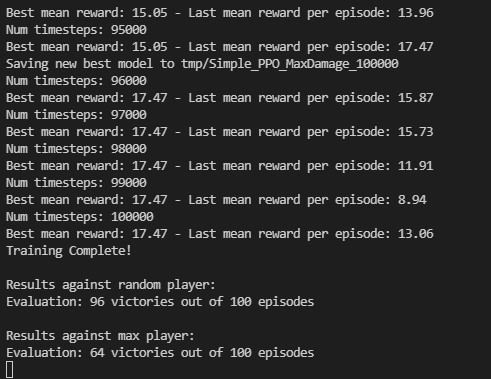 Best mean reward: 15.05 - Last mean reward per episode: 13.96
Num timesteps: 95000
Best mean reward: 15.05 - Last mean reward per episode: 17.47
Saving new best model to tmp/Simple_PPO_MaxDamage_100000
Num timesteps: 96000
Best mean reward: 17.47 - Last mean reward per episode: 15.87
Num timesteps: 97000
Best mean reward: 17.47 - Last mean reward per episode: 15.73
Num timesteps: 98000
Best mean reward: 17.47 - Last mean reward per episode: 11.91
Num timesteps: 99000
Best mean reward: 17.47 - Last mean reward per episode: 8.94
Num timesteps: 100000
Best mean reward: 17.47 - Last mean reward per episode: 13.06
Training Complete!
Results against random player:
Evaluation: 96 victories out of 100 episodes
Results against max player:
Evaluation: 64 victories out of 100 episodes